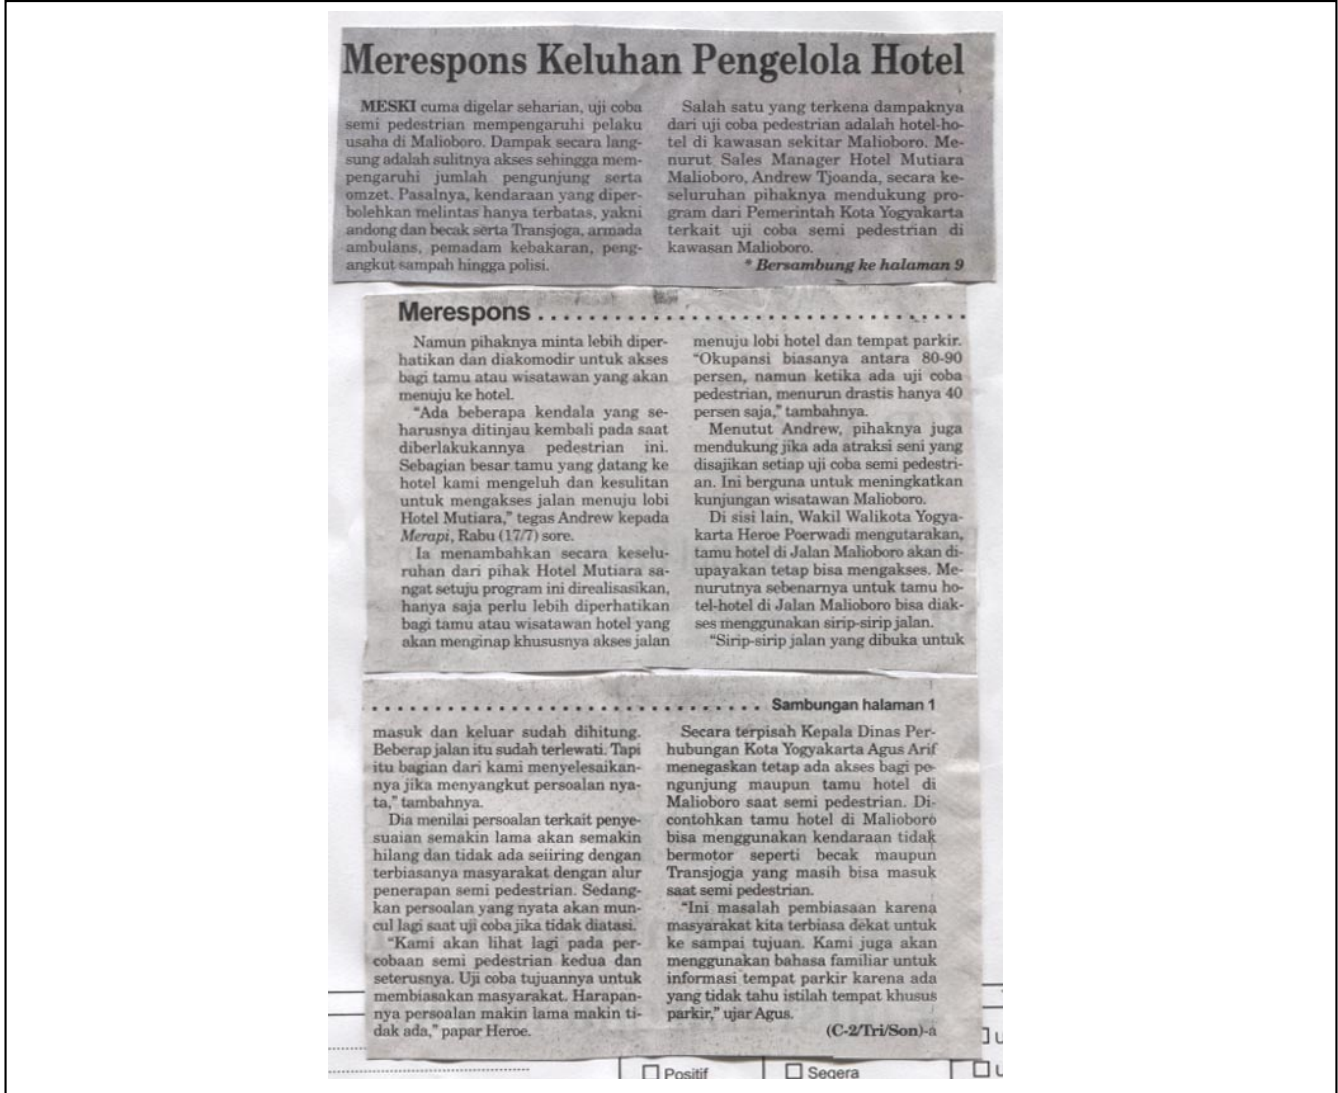 Merespons Keluhan Pengelola Hotel
MESKI cuma digelar seharian, uji coba
semi pedestrian mempengaruhi pelaku
usaha di Malioboro. Dampak secara lang-
sung adalah sulitnya akses sehingga mem-
pengaruhi jumlah pengunjung serta
omzet. Pasalnya, kendaraan yang diper-
bolehkan melintas hanya terbatas, yakni
andong dan becak serta Transjoga, armada
ambulans, pemadam kebakaran, peng-
angkut sampah hingga polisi.
Salah satu yang terkena dampaknya
dari uji coba pedestrian adalah hotel-ho-
tel di kawasan sekitar Malioboro. Me-
nurut Sales Manager Hotel Mutiara
Malioboro, Andrew Tjoanda, secara ke-
seluruhan pihaknya mendukung pro-
gram dari Pemerintah Kota Yogyakarta
terkait uji coba semi pedestrian di
kawasan Malioboro.
* Bersambung ke halaman 9
Merespons ................................
Namun pihaknya minta lebih diper-
hatikan dan diakomodir untuk akses
bagi tamu atau wisatawan yang akan
menuju ke hotel.
"Ada beberapa kendala yang se-
harusnya ditinjau kembali pada saat
diberlakukannya pedestrian ini.
Sebagian besar tamu yang datang ke
hotel kami mengeluh dan kesulitan
untuk mengakses jalan menuju lobi
Hotel Mutiara," tegas Andrew kepada
Merapi, Rabu (17/7) sore.
Ia menambahkan secara keselu-
ruhan dari pihak Hotel Mutiara sa-
ngat setuju program ini direalisasikan,
hanya saja perlu lebih diperhatikan
bagi tamu atau wisatawan hotel yang
akan menginap khususnya akses jalan
menuju lobi hotel dan tempat parkir.
"Okupansi biasanya antara 80-90
persen, namun ketika ada uji coba
pedestrian, menurun drastis hanya 40
persen saja," tambahnya.
Menutut Andrew, pihaknya juga
mendukung jika ada atraksi seni yang
disajikan setiap uji coba semi pedestri-
an. Ini berguna untuk meningkatkan
kunjungan wisatawan Malioboro.
Di sisi lain, Wakil Walikota Yogya-
karta Heroe Poerwadi mengutarakan,
tamu hotel di Jalan Malioboro akan di-
upayakan tetap bisa mengakses. Me-
nurutnya sebenarnya untuk tamu ho-
tel-hotel di Jalan Malioboro bisa diak-
ses menggunakan sirip-sirip jalan.
"Sirip-sirip jalan yang dibuka untuk
................................ Sambungan halaman 1
masuk dan keluar sudah dihitung.
Beberap jalan itu sudah terlewati. Tapi
itu bagian dari kami menyelesaikan-
nya jika menyangkut persoalan nya-
ta," tambahnya.
Dia menilai persoalan terkait penye-
suaian semakin lama akan semakin
hilang dan tidak ada seiiring dengan
terbiasanya masyarakat dengan alur
penerapan semi pedestrian. Sedang-
kan persoalan yang nyata akan mun-
cul lagi saat uji coba jika tidak diatasi.
"Kami akan lihat lagi pada per-
cobaan semi pedestrian kedua dan
seterusnya. Uji coba tujuannya untuk
membiasakan masyarakat. Harapan-
nya persoalan makin lama makin ti-
dak ada," papar Heroe.
Secara terpisah Kepala Dinas Per-
hubungan Kota Yogyakarta Agus Arif
menegaskan tetap ada akses bagi pe-
ngunjung maupun tamu hotel di
Malioboro saat semi pedestrian. Di-
contohkan tamu hotel di Malioboro
bisa menggunakan kendaraan tidak
bermotor seperti becak maupun
Transjogja yang masih bisa masuk
saat semi pedestrian.
"Ini masalah pembiasaan karena
masyarakat kita terbiasa dekat untuk
ke sampai tujuan. Kami juga akan
menggunakan bahasa familiar untuk
informasi tempat parkir karena ada
yang tidak tahu istilah tempat khusus
parkir," ujar Agus.
(C-2/Tri/Son)-a
Positif
Segera